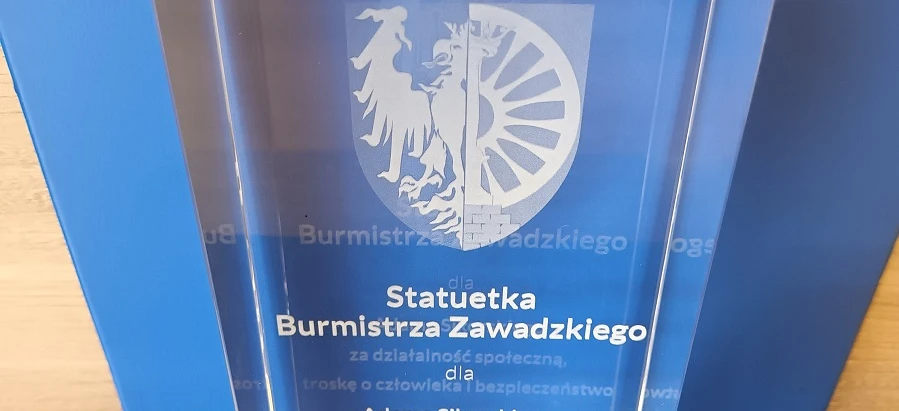 Burmistrza Zawadzkiego
dla
Statuetka
Burmistrza Zawadzkiego
za działalność społeczną,
dla
troskę o człowieka i bezpieczeństwo